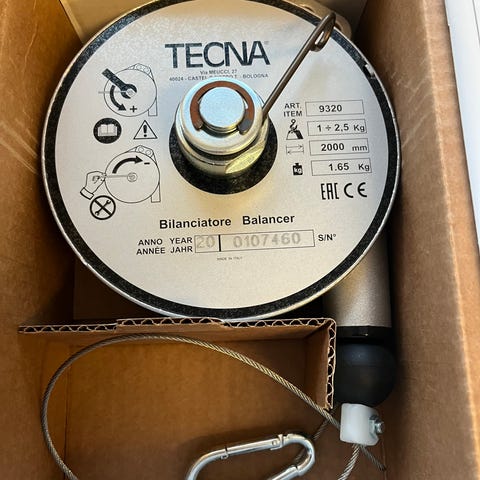 TECNA®
Via MEUCCI, 27
40024 - CASTEL S. PIETRO T. - BOLOGNA
ART. ITEM 9320
1 ÷ 2,5 Kg
2000 mm
kg 1.65 Kg
EAC CE
Bilanciatore Balancer
ANNO YEAR
ANNÉE JAHR 20 0107460 S/N°
MADE IN ITALY